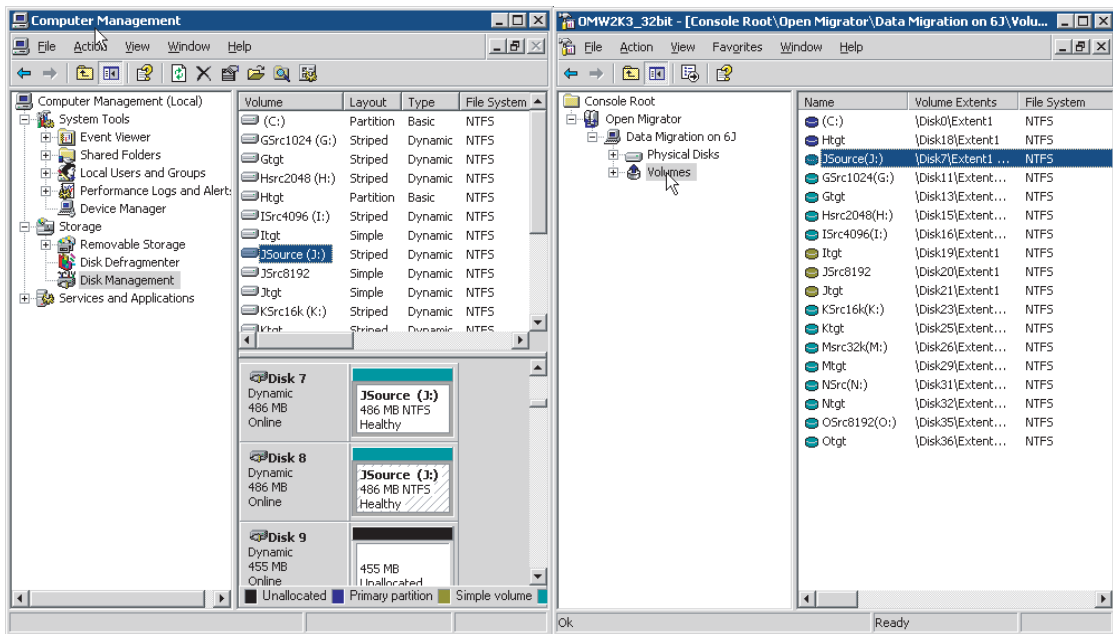 Computer Management
File Action View Window Help
Computer Management (Local)
System Tools
Event Viewer
Shared Folders
Local Users and Groups
Performance Logs and Alert
Device Manager
Storage
Removable Storage
Disk Defragmenter
Disk Management
Services and Applications
Volume Layout Type File System
(C:) Partition Basic NTFS
GSrc1024 (G:) Striped Dynamic NTFS
Gtgt Striped Dynamic NTFS
Hsrc2048 (H:) Striped Dynamic NTFS
Htgt Partition Basic NTFS
ISrc4096 (I:) Striped Dynamic NTFS
Itgt Simple Dynamic NTFS
JSource (J:) Striped Dynamic NTFS
JSrc8192 Simple Dynamic NTFS
Jtgt Simple Dynamic NTFS
KSrc16k (K:) Striped Dynamic NTFS
Ktgt Striped Dynamic NTFS
Disk 7
Dynamic
486 MB
Online
JSource (J:)
486 MB NTFS
Healthy
Disk 8
Dynamic
486 MB
Online
JSource (J:)
486 MB NTFS
Healthy
Disk 9
Dynamic
455 MB
Online
455 MB
Unallocated
Unallocated Primary partition Simple volume
OMW2K3_32bit - [Console Root\Open Migrator\Data Migration on 6J\Volu...
File Action View Favorites Window Help
Console Root
Open Migrator
Data Migration on 6J
Physical Disks
Volumes
Name Volume Extents File System
(C:) \Disk0\Extent1 NTFS
Htgt \Disk18\Extent1 NTFS
JSource(J:) \Disk7\Extent1 ... NTFS
GSrc1024(G:) \Disk11\Extent... NTFS
Gtgt \Disk13\Extent... NTFS
Hsrc2048(H:) \Disk15\Extent... NTFS
ISrc4096(I:) \Disk16\Extent... NTFS
Itgt \Disk19\Extent1 NTFS
JSrc8192 \Disk20\Extent1 NTFS
Jtgt \Disk21\Extent1 NTFS
KSrc16k(K:) \Disk23\Extent... NTFS
Ktgt \Disk25\Extent... NTFS
Msrc32k(M:) \Disk26\Extent... NTFS
Mtgt \Disk29\Extent... NTFS
NSrc(N:) \Disk31\Extent... NTFS
Ntgt \Disk32\Extent... NTFS
OSrc8192(O:) \Disk35\Extent... NTFS
Otgt \Disk36\Extent... NTFS
Ok Ready